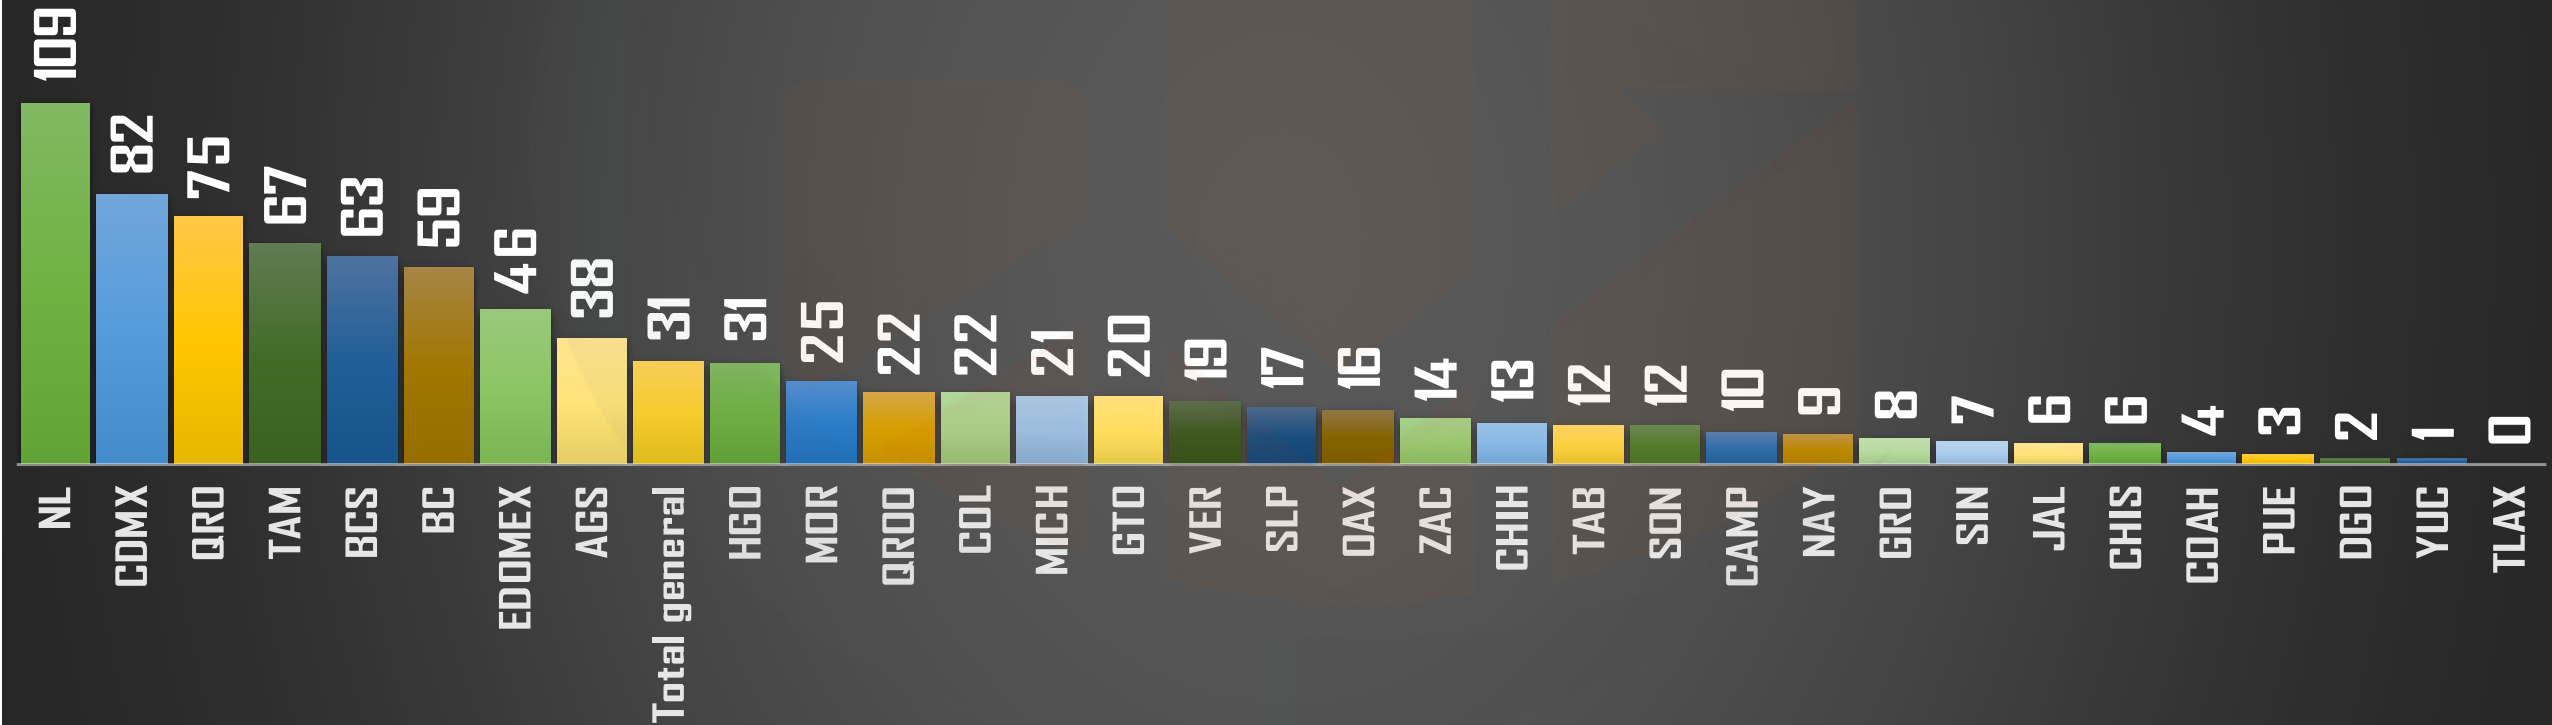 109
82
75
67
63
59
46
38
31
31
25
22
22
21
20
19
17
16
14
13
12
12
10
9
8
7
6
6
4
3
2
1
0
NL
CDMX
QRO
TAM
BCS
BC
EDOMEX
AGS
Total general
HGO
MOR
QROO
COL
MICH
GTO
VER
SLP
OAX
ZAC
CHIH
TAB
SON
CAMP
NAY
GRO
SIN
JAL
CHIS
COAH
PUE
DGO
YUC
TLAX